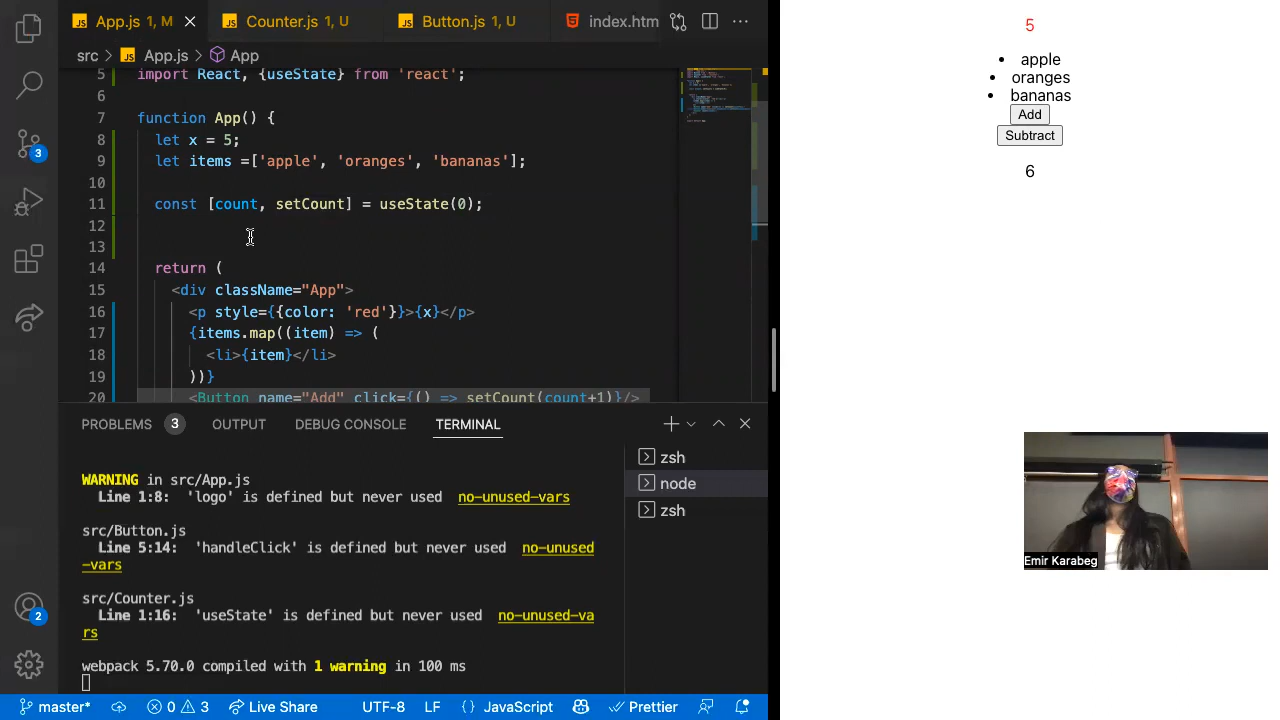 App.js 1, M
Counter.js 1, U
Button.js 1, U
index.htm
src > App.js > App
5 import React, {useState} from 'react';
6
7 function App() {
8 let x = 5;
9 let items =['apple', 'oranges', 'bananas'];
10
11 const [count, setCount] = useState(0);
12
13
14 return (
15 <div className="App">
16 <p style={{color: 'red'}}>{x}</p>
17 {items.map((item) => (
18 <li>{item}</li>
19 ))}
20 <Button name="Add" click={() => setCount(count+1)}/>
3
2
PROBLEMS 3 OUTPUT DEBUG CONSOLE TERMINAL
WARNING in src/App.js
Line 1:8: 'logo' is defined but never used no-unused-vars
src/Button.js
Line 5:14: 'handleClick' is defined but never used no-unused
-vars
src/Counter.js
Line 1:16: 'useState' is defined but never used no-unused-va
rs
webpack 5.70.0 compiled with 1 warning in 100 ms
zsh
node
zsh
master* 0 3 Live Share UTF-8 LF {} JavaScript Prettier
5
• apple
• oranges
• bananas
Add
Subtract
6
Emir Karabeg